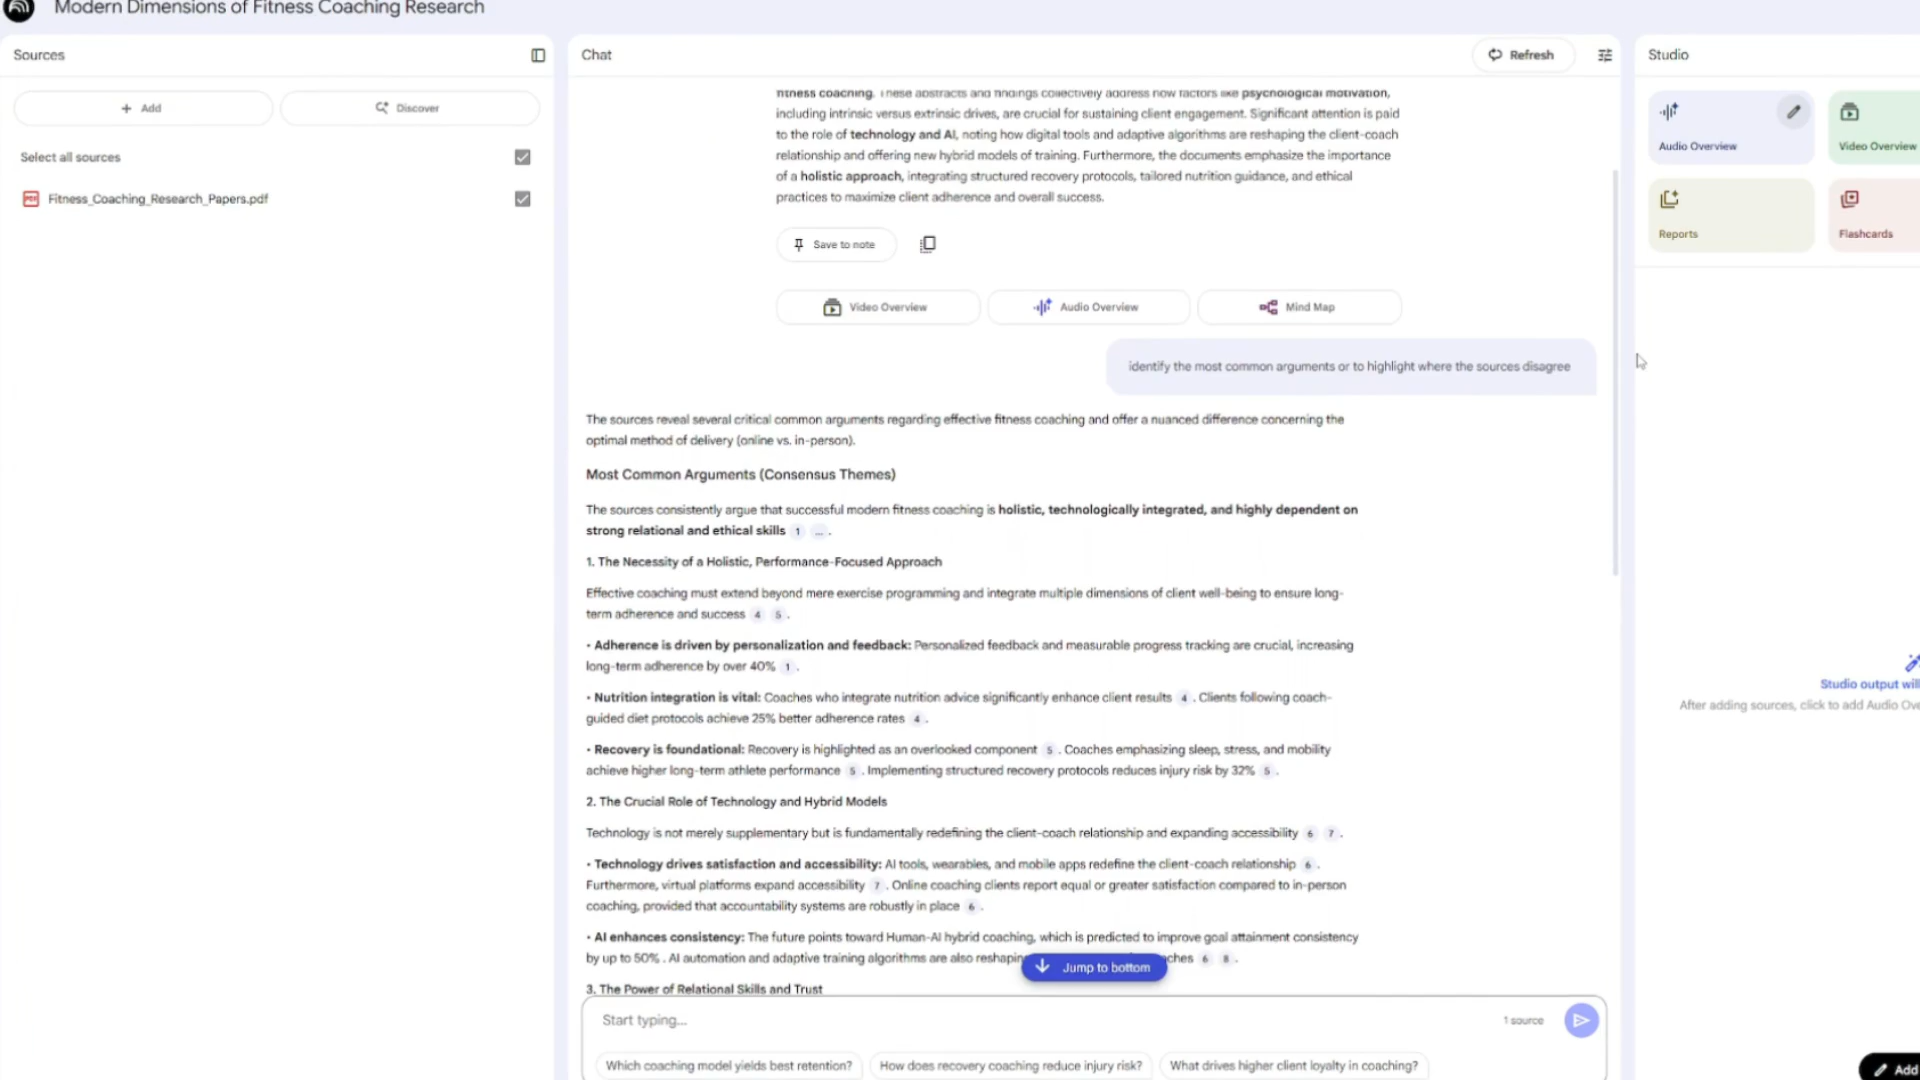 Modern Dimensions of Fitness Coaching Research
Sources
+ Add
Discover
Select all sources
PDF
Fitness_Coaching_Research_Papers.pdf
Chat
Refresh
fitness coaching. These abstracts and findings collectively address how factors like psychological motivation,
including intrinsic versus extrinsic drives, are crucial for sustaining client engagement. Significant attention is paid
to the role of technology and AI, noting how digital tools and adaptive algorithms are reshaping the client-coach
relationship and offering new hybrid models of training. Furthermore, the documents emphasize the importance
of a holistic approach, integrating structured recovery protocols, tailored nutrition guidance, and ethical
practices to maximize client adherence and overall success.
Save to note
Video Overview
Audio Overview
Mind Map
identify the most common arguments or to highlight where the sources disagree
The sources reveal several critical common arguments regarding effective fitness coaching and offer a nuanced difference concerning the
optimal method of delivery (online vs. in-person).
Most Common Arguments (Consensus Themes)
The sources consistently argue that successful modern fitness coaching is holistic, technologically integrated, and highly dependent on
strong relational and ethical skills 1 ... .
1. The Necessity of a Holistic, Performance-Focused Approach
Effective coaching must extend beyond mere exercise programming and integrate multiple dimensions of client well-being to ensure long-
term adherence and success 4 5 .
• Adherence is driven by personalization and feedback: Personalized feedback and measurable progress tracking are crucial, increasing
long-term adherence by over 40% 1 .
• Nutrition integration is vital: Coaches who integrate nutrition advice significantly enhance client results 4 . Clients following coach-
guided diet protocols achieve 25% better adherence rates 4 .
• Recovery is foundational: Recovery is highlighted as an overlooked component 5 . Coaches emphasizing sleep, stress, and mobility
achieve higher long-term athlete performance 5 . Implementing structured recovery protocols reduces injury risk by 32% 5 .
2. The Crucial Role of Technology and Hybrid Models
Technology is not merely supplementary but is fundamentally redefining the client-coach relationship and expanding accessibility 6 7 .
• Technology drives satisfaction and accessibility: AI tools, wearables, and mobile apps redefine the client-coach relationship 6 .
Furthermore, virtual platforms expand accessibility 7 . Online coaching clients report equal or greater satisfaction compared to in-person
coaching, provided that accountability systems are robustly in place 6 .
• AI enhances consistency: The future points toward Human-AI hybrid coaching, which is predicted to improve goal attainment consistency
by up to 50% . AI automation and adaptive training algorithms are also reshaping ches 6 8 .
Jump to bottom
3. The Power of Relational Skills and Trust
Start typing...
1 source
Which coaching model yields best retention?
How does recovery coaching reduce injury risk?
What drives higher client loyalty in coaching?
Studio
Audio Overview
Video Overview
Reports
Flashcards
Studio output will
After adding sources, click to add Audio Ove
Add